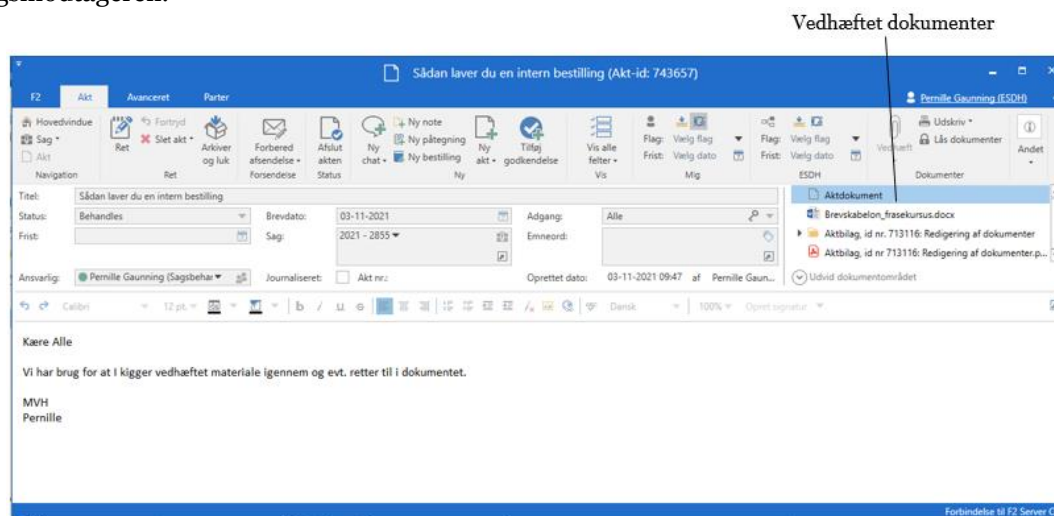 Vedhæftet dokumenter
Sådan laver du en intern bestilling (Akt-id: 743657)
F2 Akt Avanceret Parter Pernille Gaunning (ESDH)
Hovedvindue
Sag
Akt
Navigation
Ret
Fortryd
Slet akt
Arkiver og luk
Ret
Forbered afsendelse
Forsendelse
Afslut akten
Status
Ny chat
Ny note
Ny påtegning
Ny bestilling
Ny akt
Tilføj godkendelse
Ny
Vis alle felter
Vis
Flag: Vælg flag
Frist: Vælg dato
Mig
Flag: Vælg flag
Frist: Vælg dato
ESDH
Vedhæft
Udskriv
Lås dokumenter
Dokumenter
Andet
Titel: Sådan laver du en intern bestilling
Status: Behandles Brevdato: 03-11-2021 Adgang: Alle
Frist: Sag: 2021 - 2855 Emneord:
Ansvarlig: Pernille Gaunning (Sagsbehar Journaliseret: Akt nr.: Oprettet dato: 03-11-2021 09:47 af Pernille Gaun...
Aktdokument
Brevskabelon_frasekursus.docx
Aktbilag, id nr. 713116: Redigering af dokumenter
Aktbilag, id nr 713116: Redigering af dokumenter.p...
Udvid dokumentområdet
Calibri 12 pt. b / u Dansk 100% Opret signatur
Kære Alle
Vi har brug for at I kigger vedhæftet materiale igennem og evt. retter til i dokumentet.
MVH
Pernille
Forbindelse til F2 Server